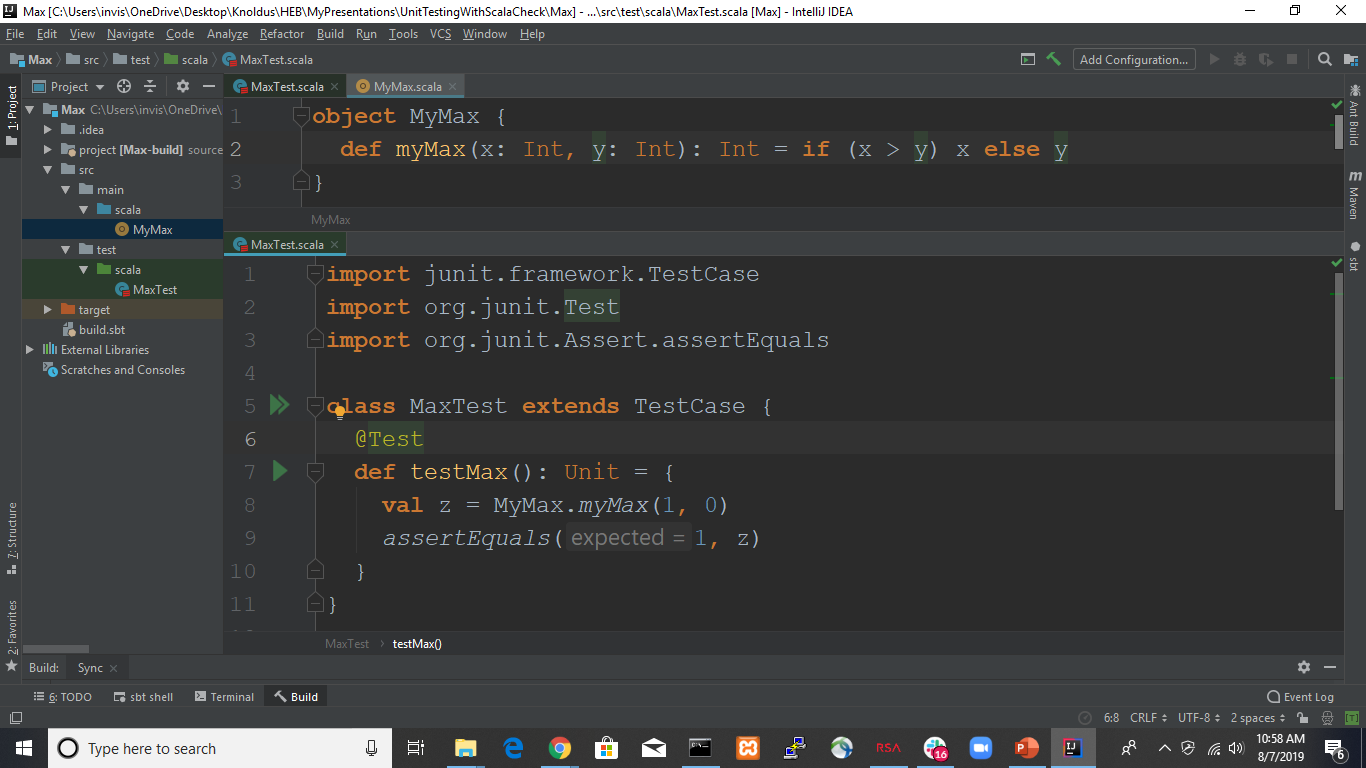 Max [C:\Users\invis\OneDrive\Desktop\Knoldus\HEB\MyPresentations\UnitTestingWithScalaCheck\Max] - ...\src\test\scala\MaxTest.scala [Max] - IntelliJ IDEA
File Edit View Navigate Code Analyze Refactor Build Run Tools VCS Window Help
Max src test scala MaxTest.scala
Add Configuration...
1: Project
Project
Max C:\Users\invis\OneDrive\
.idea
project [Max-build] source
src
main
scala
MyMax
test
scala
MaxTest
target
build.sbt
External Libraries
Scratches and Consoles
7: Structure
2: Favorites
MaxTest.scala MyMax.scala
1 object MyMax {
2 def myMax(x: Int, y: Int): Int = if (x > y) x else y
3 }
MyMax
MaxTest.scala
1 import junit.framework.TestCase
2 import org.junit.Test
3 import org.junit.Assert.assertEquals
4
5 class MaxTest extends TestCase {
6 @Test
7 def testMax(): Unit = {
8 val z = MyMax.myMax(1, 0)
9 assertEquals( expected = 1, z)
10 }
11 }
MaxTest > testMax()
Ant Build
m Maven
sbt
Build: Sync
6: TODO sbt shell Terminal Build Event Log
6:8 CRLF UTF-8 2 spaces
Type here to search
RSA
16
10:58 AM
8/7/2019
6